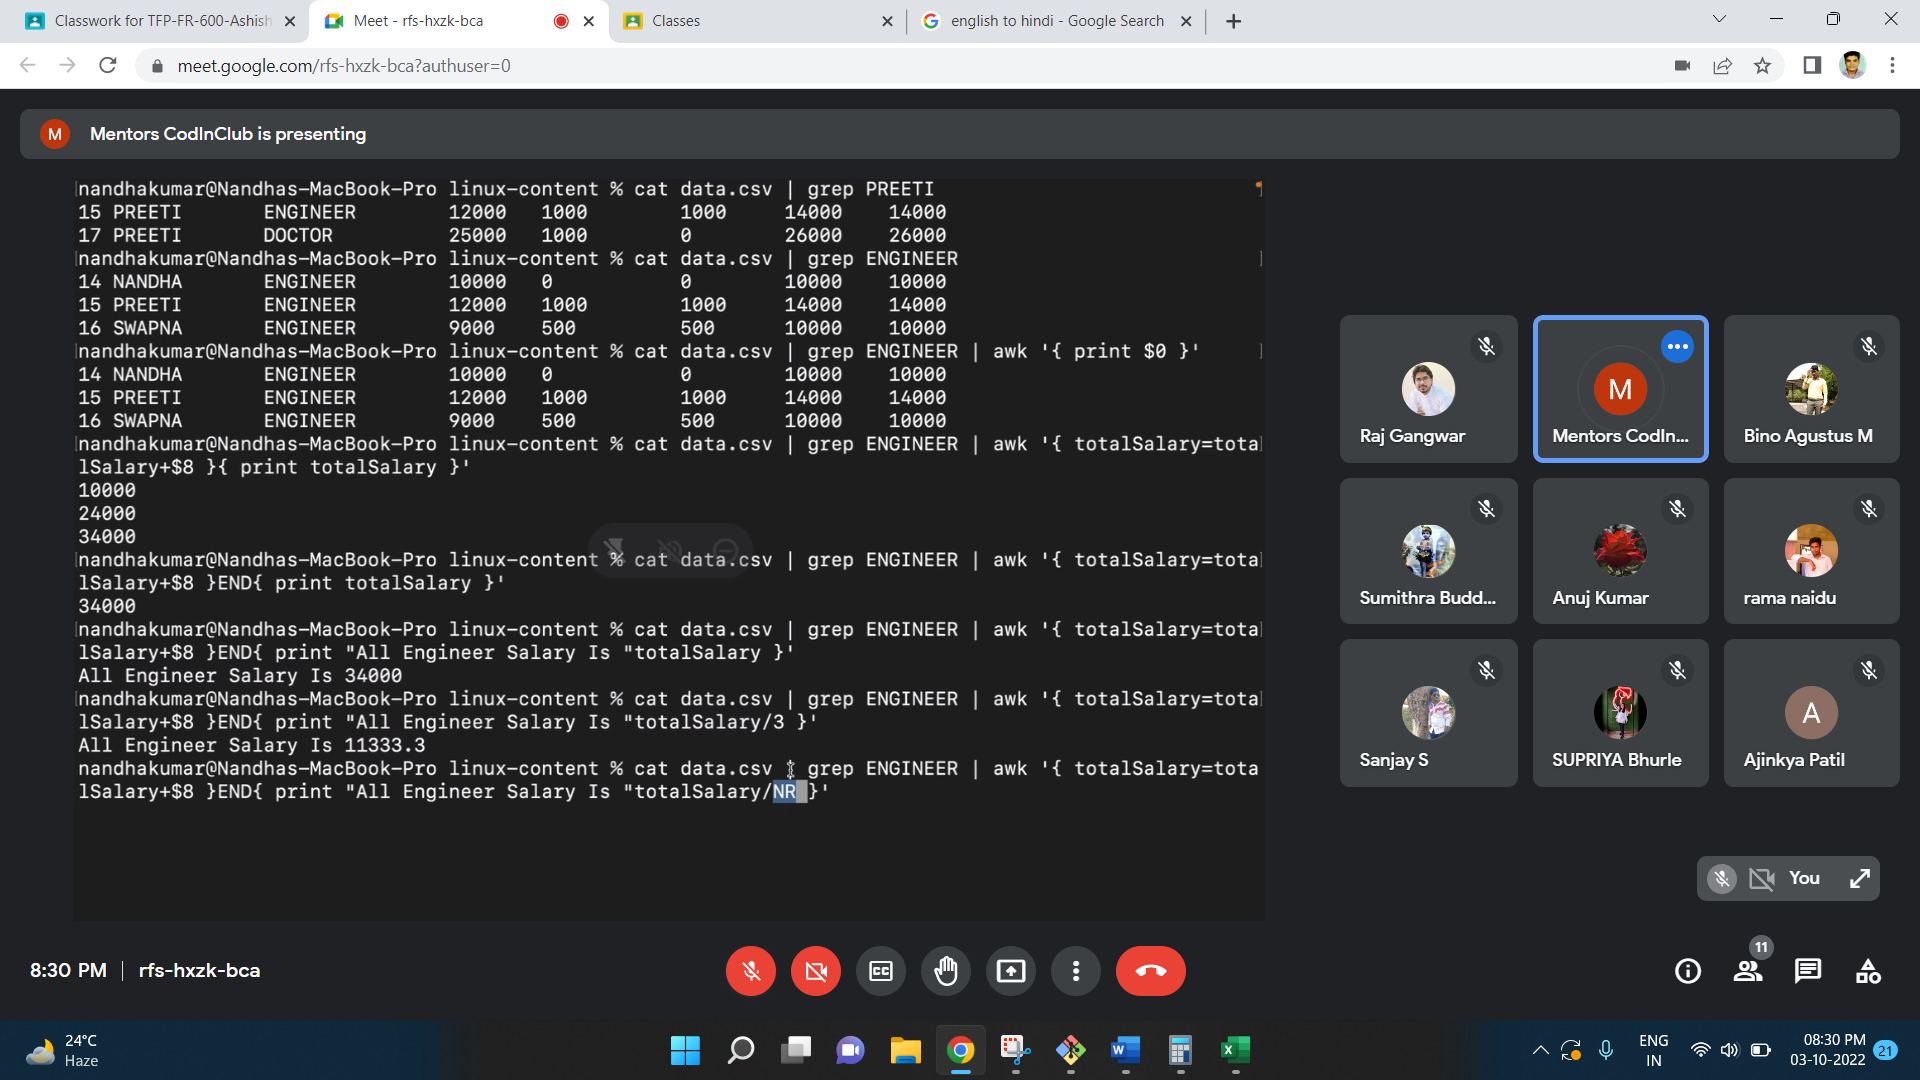 Classwork for TFP-FR-600-Ashish
Meet - rfs-hxzk-bca
Classes
english to hindi - Google Search
meet.google.com/rfs-hxzk-bca?authuser=0
M Mentors CodInClub is presenting
nandhakumar@Nandhas-MacBook-Pro linux-content % cat data.csv | grep PREETI
15 PREETI ENGINEER 12000 1000 1000 14000 14000
17 PREETI DOCTOR 25000 1000 0 26000 26000
nandhakumar@Nandhas-MacBook-Pro linux-content % cat data.csv | grep ENGINEER
14 NANDHA ENGINEER 10000 0 0 10000 10000
15 PREETI ENGINEER 12000 1000 1000 14000 14000
16 SWAPNA ENGINEER 9000 500 500 10000 10000
nandhakumar@Nandhas-MacBook-Pro linux-content % cat data.csv | grep ENGINEER | awk '{ print $0 }'
14 NANDHA ENGINEER 10000 0 0 10000 10000
15 PREETI ENGINEER 12000 1000 1000 14000 14000
16 SWAPNA ENGINEER 9000 500 500 10000 10000
nandhakumar@Nandhas-MacBook-Pro linux-content % cat data.csv | grep ENGINEER | awk '{ totalSalary=tota
lSalary+$8 }{ print totalSalary }'
10000
24000
34000
nandhakumar@Nandhas-MacBook-Pro linux-content % cat data.csv | grep ENGINEER | awk '{ totalSalary=tota
lSalary+$8 }END{ print totalSalary }'
34000
nandhakumar@Nandhas-MacBook-Pro linux-content % cat data.csv | grep ENGINEER | awk '{ totalSalary=tota
lSalary+$8 }END{ print "All Engineer Salary Is "totalSalary }'
All Engineer Salary Is 34000
nandhakumar@Nandhas-MacBook-Pro linux-content % cat data.csv | grep ENGINEER | awk '{ totalSalary=tota
lSalary+$8 }END{ print "All Engineer Salary Is "totalSalary/3 }'
All Engineer Salary Is 11333.3
nandhakumar@Nandhas-MacBook-Pro linux-content % cat data.csv | grep ENGINEER | awk '{ totalSalary=tota
lSalary+$8 }END{ print "All Engineer Salary Is "totalSalary/NR }'
Raj Gangwar
M
Mentors CodIn...
Bino Agustus M
Sumithra Budd...
Anuj Kumar
rama naidu
Sanjay S
SUPRIYA Bhurle
A
Ajinkya Patil
You
8:30 PM | rfs-hxzk-bca
11
24°C
Haze
ENG
IN
08:30 PM
03-10-2022
21